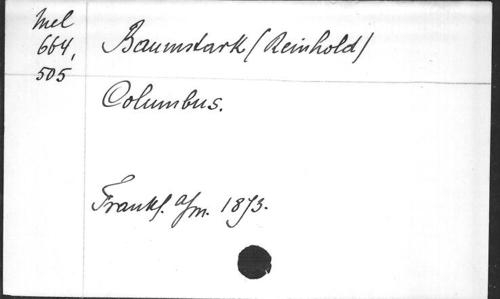 Mel
664,
505
Baumstark (Reinhold)
Columbus.
Frankf. a/m. 1873.